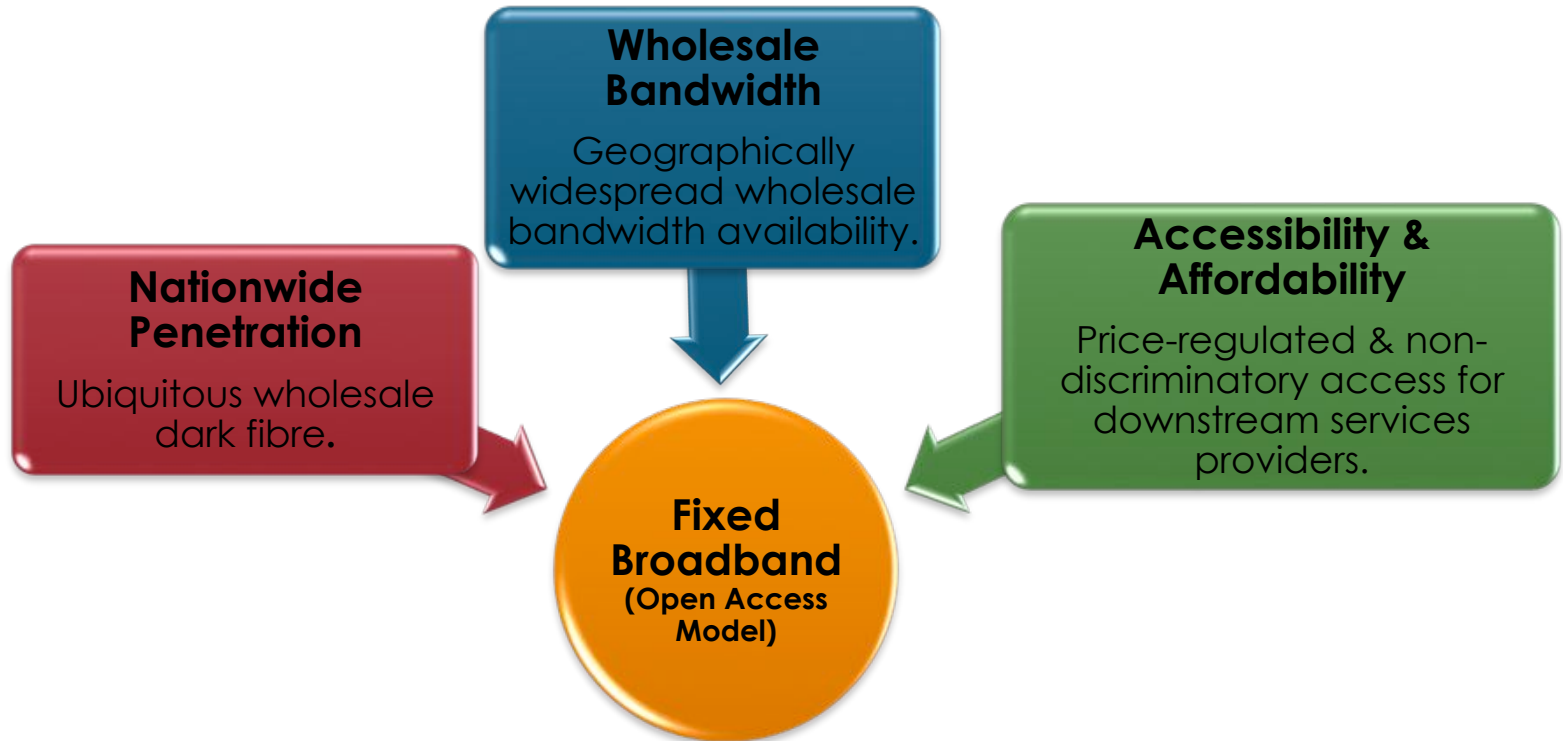 Wholesale
Bandwidth
Geographically
widespread wholesale
bandwidth availability.
Nationwide
Penetration
Ubiquitous wholesale
dark fibre.
Accessibility &
Affordability
Price-regulated & non-
discriminatory access for
downstream services
providers.
Fixed
Broadband
(Open Access
Model)